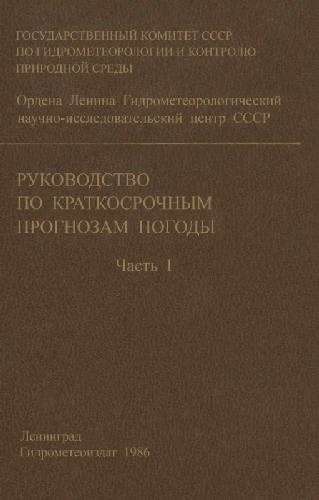 ГОСУДАРСТВЕННЫЙ КОМИТЕТ СССР
ПО ГИДРОМЕТЕОРОЛОГИИ И КОНТРОЛЮ
ПРИРОДНОЙ СРЕДЫ
Ордена Ленина Гидрометеорологический
научно-исследовательский центр СССР
РУКОВОДСТВО
ПО КРАТКОСРОЧНЫМ
ПРОГНОЗАМ ПОГОДЫ
Часть I
Ленинград
Гидрометеоиздат 1986